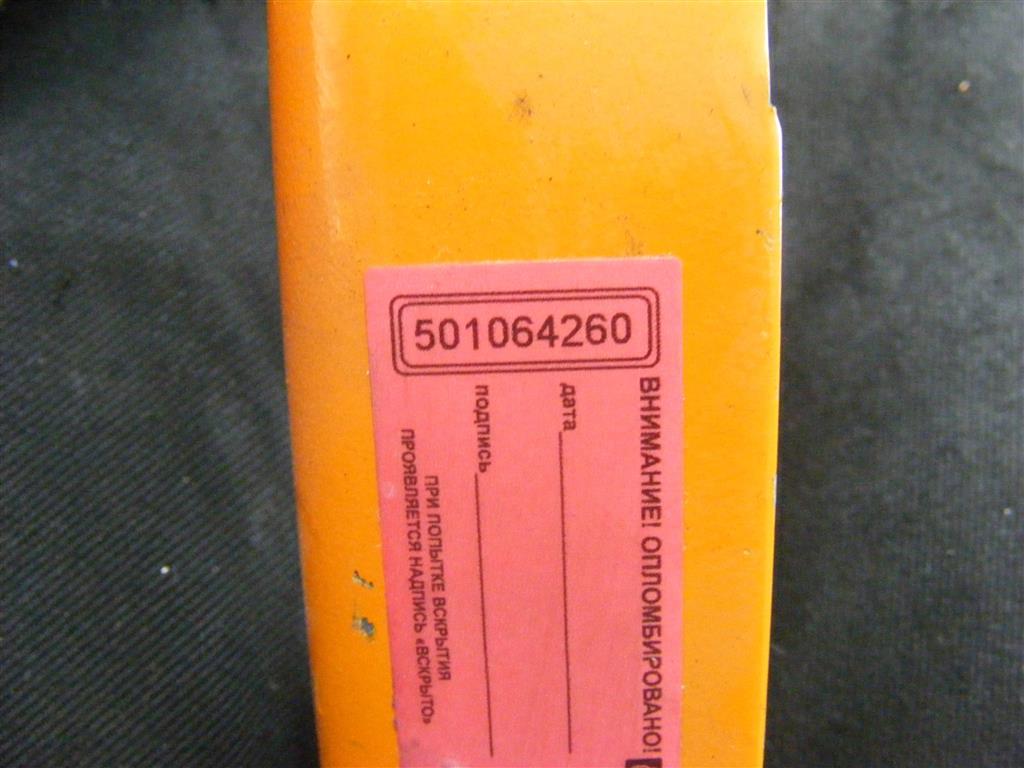 501064260
ВНИМАНИЕ! ОПЛОМБИРОВАНО!
дата
подпись
ПРИ ПОПЫТКЕ ВСКРЫТИЯ
ПРОЯВЛЯЕТСЯ НАДПИСЬ «ВСКРЫТО»